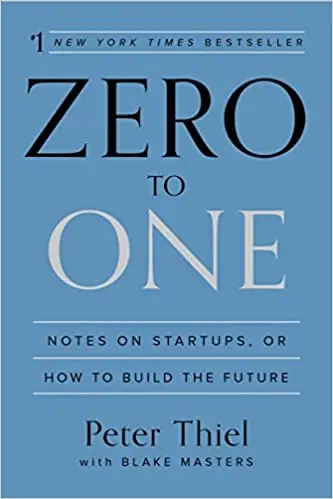 #1 NEW YORK TIMES BESTSELLER
ZERO
TO
ONE
NOTES ON STARTUPS, OR
HOW TO BUILD THE FUTURE
Peter Thiel
with BLAKE MASTERS